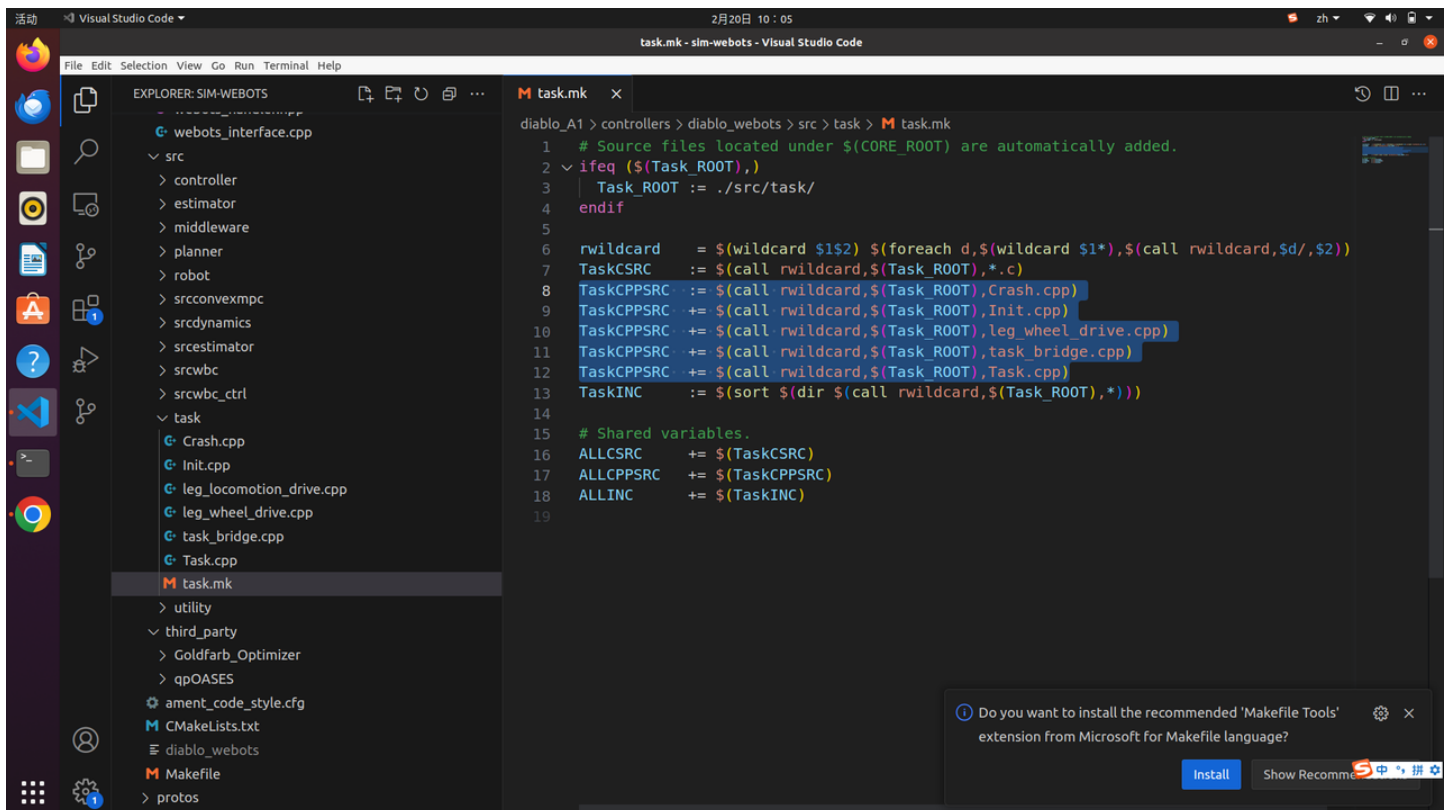 活动 Visual Studio Code 2月20日 10：05 zh
task.mk - sim-webots - Visual Studio Code
File Edit Selection View Go Run Terminal Help
EXPLORER: SIM-WEBOTS
webots_interface.cpp
src
controller
estimator
middleware
planner
robot
srcconvexmpc
srcdynamics
srcestimator
srcwbc
srcwbc_ctrl
task
Crash.cpp
Init.cpp
leg_locomotion_drive.cpp
leg_wheel_drive.cpp
task_bridge.cpp
Task.cpp
task.mk
utility
third_party
Goldfarb_Optimizer
qpOASES
ament_code_style.cfg
CMakeLists.txt
diablo_webots
Makefile
protos
task.mk
diablo_A1 > controllers > diablo_webots > src > task > task.mk
1 # Source files located under $(CORE_ROOT) are automatically added.
2 ifeq ($(Task_ROOT),)
3 Task_ROOT := ./src/task/
4 endif
5
6 rwildcard = $(wildcard $1$2) $(foreach d,$(wildcard $1*),$(call rwildcard,$d/,$2))
7 TaskCSRC := $(call rwildcard,$(Task_ROOT),*.c)
8 TaskCPPSRC := $(call rwildcard,$(Task_ROOT),Crash.cpp)
9 TaskCPPSRC += $(call rwildcard,$(Task_ROOT),Init.cpp)
10 TaskCPPSRC += $(call rwildcard,$(Task_ROOT),leg_wheel_drive.cpp)
11 TaskCPPSRC += $(call rwildcard,$(Task_ROOT),task_bridge.cpp)
12 TaskCPPSRC += $(call rwildcard,$(Task_ROOT),Task.cpp)
13 TaskINC := $(sort $(dir $(call rwildcard,$(Task_ROOT),*)))
14
15 # Shared variables.
16 ALLCSRC += $(TaskCSRC)
17 ALLCPPSRC += $(TaskCPPSRC)
18 ALLINC += $(TaskINC)
19
Do you want to install the recommended 'Makefile Tools'
extension from Microsoft for Makefile language?
Install Show
中 拼